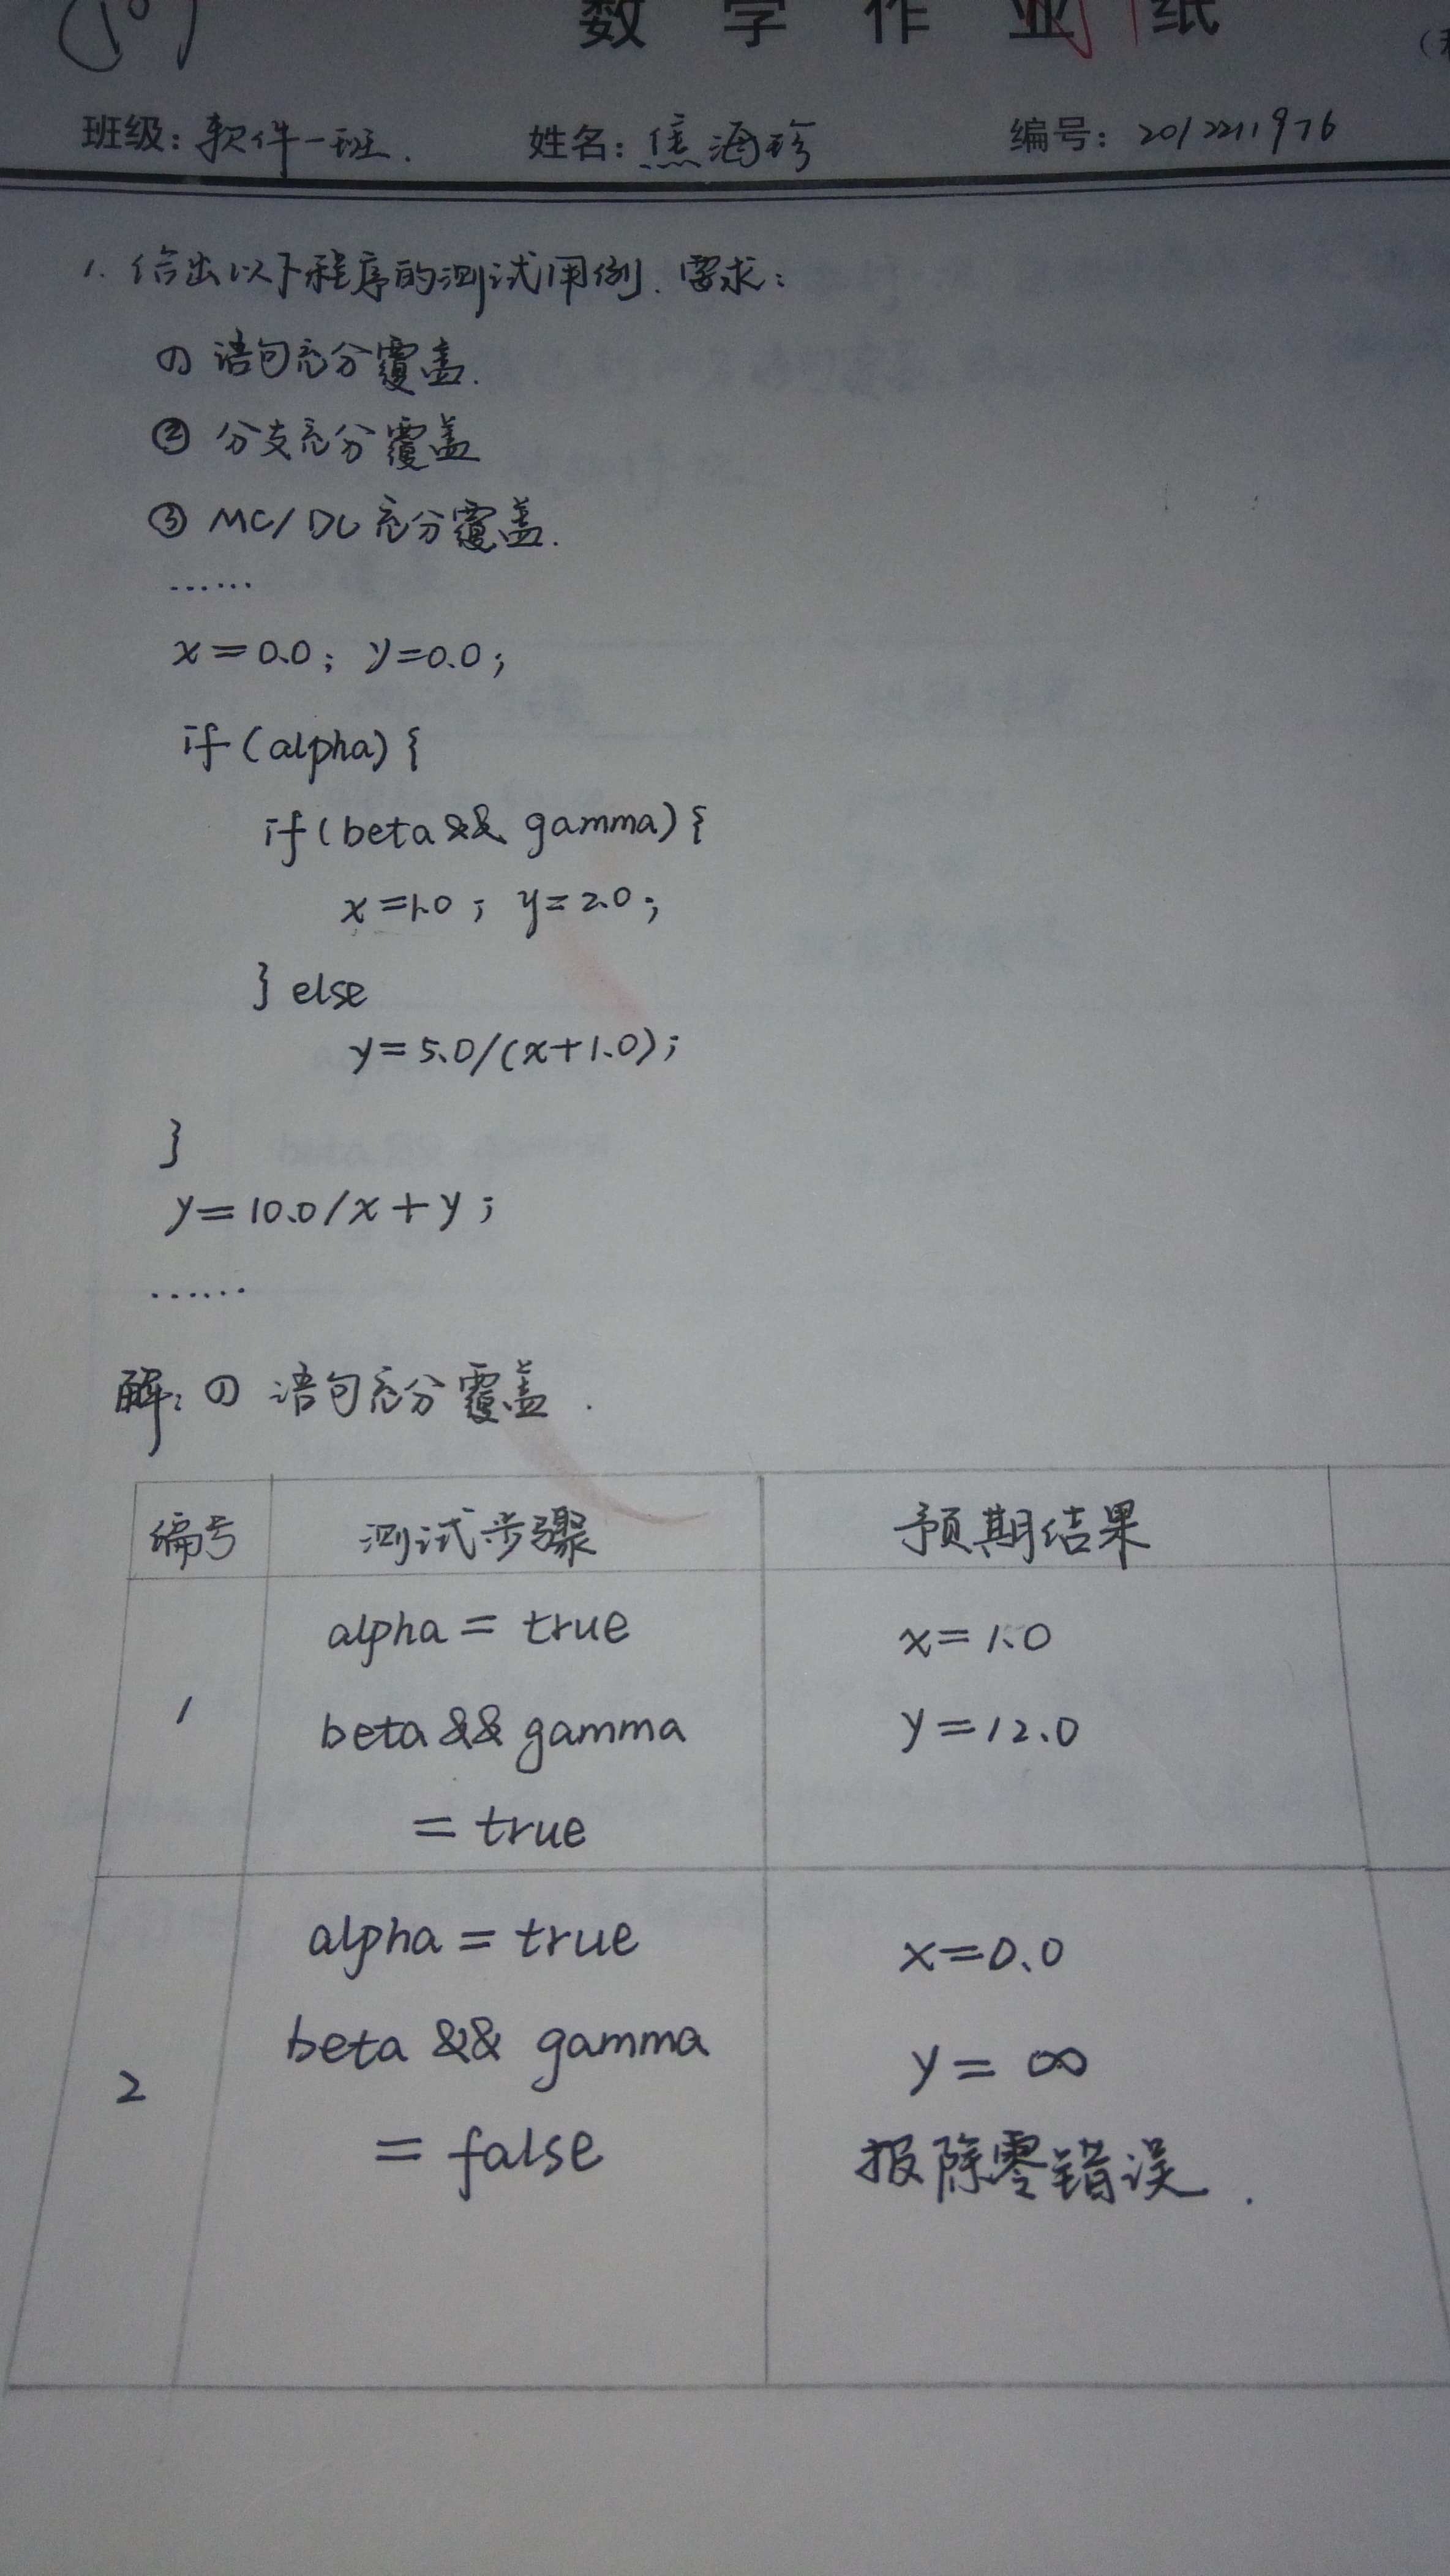 数学作业纸
班级：软件一班. 姓名：焦海珍 编号：2012211976
1. 给出以下程序的测试用例. 要求：
① 语句充分覆盖.
② 分支充分覆盖
③ MC/DC充分覆盖.
......
x=0.0; y=0.0;
if(alpha){
if(beta && gamma){
x=1.0; y=2.0;
} else
y=5.0/(x+1.0);
}
y=10.0/x+y;
......
解：① 语句充分覆盖.
编号 测试步骤 预期结果
alpha = true x=1.0
1 beta && gamma y=12.0
= true
alpha = true x=0.0
beta && gamma y=∞
2 = false 报除零错误.